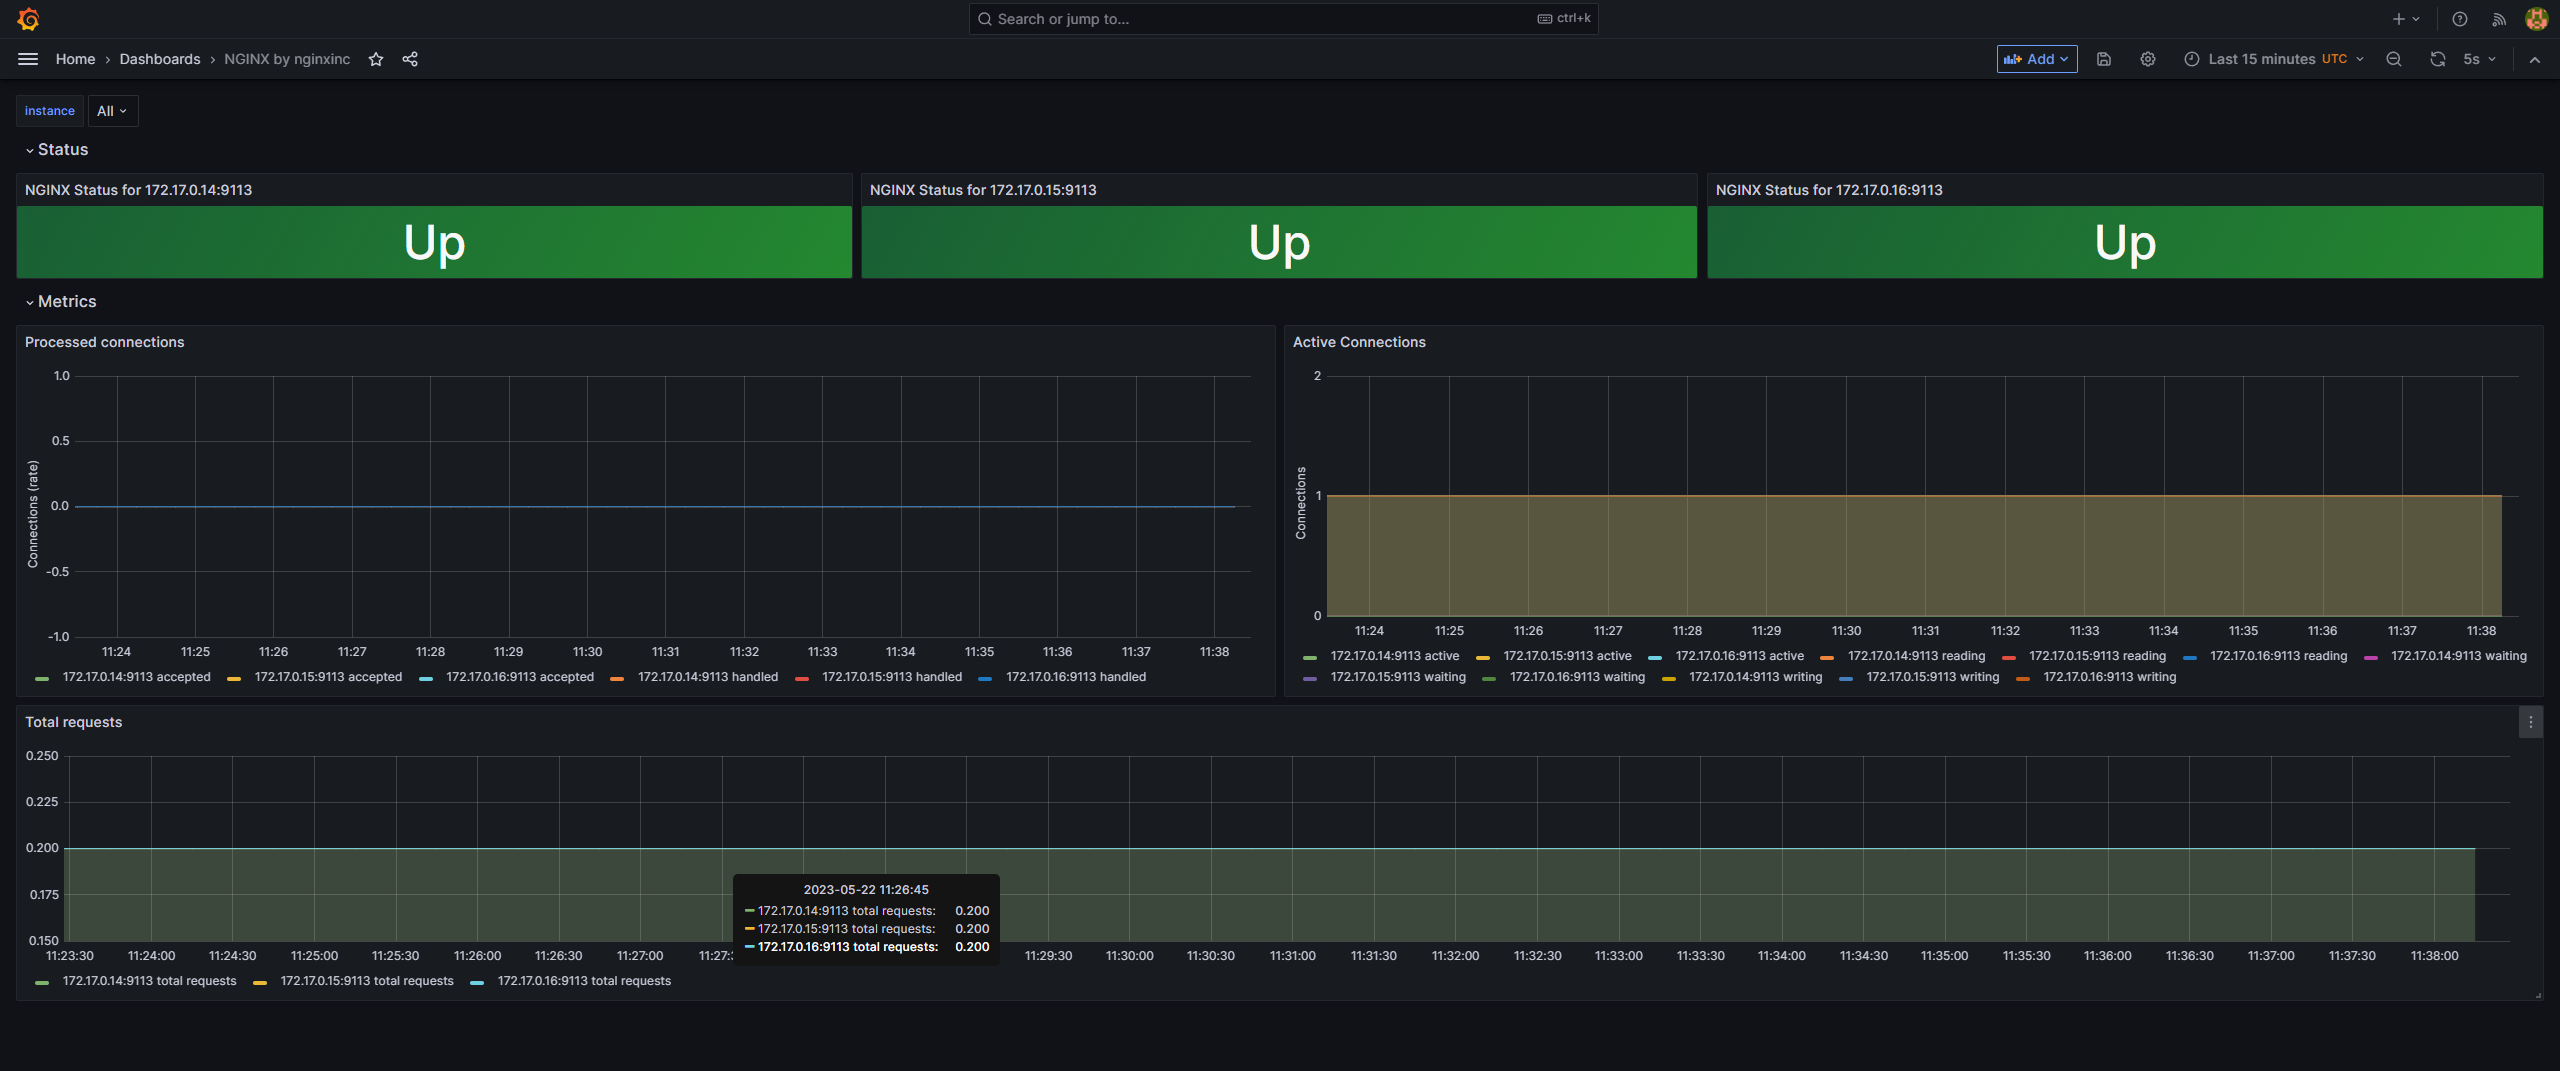 Search or jump to... ctrl+k
Home › Dashboards › NGINX by nginxinc Add Last 15 minutes UTC 5s
instance All
Status
NGINX Status for 172.17.0.14:9113 NGINX Status for 172.17.0.15:9113 NGINX Status for 172.17.0.16:9113
Up Up Up
Metrics
Processed connections
1.0
0.5
0.0
-0.5
-1.0
Connections (rate)
11:24 11:25 11:26 11:27 11:28 11:29 11:30 11:31 11:32 11:33 11:34 11:35 11:36 11:37 11:38
172.17.0.14:9113 accepted 172.17.0.15:9113 accepted 172.17.0.16:9113 accepted 172.17.0.14:9113 handled 172.17.0.15:9113 handled 172.17.0.16:9113 handled
Active Connections
2
1
0
Connections
11:24 11:25 11:26 11:27 11:28 11:29 11:30 11:31 11:32 11:33 11:34 11:35 11:36 11:37 11:38
172.17.0.14:9113 active 172.17.0.15:9113 active 172.17.0.16:9113 active 172.17.0.14:9113 reading 172.17.0.15:9113 reading 172.17.0.16:9113 reading 172.17.0.14:9113 waiting
172.17.0.15:9113 waiting 172.17.0.16:9113 waiting 172.17.0.14:9113 writing 172.17.0.15:9113 writing 172.17.0.16:9113 writing
Total requests
0.250
0.225
0.200
0.175
0.150
2023-05-22 11:26:45
172.17.0.14:9113 total requests: 0.200
172.17.0.15:9113 total requests: 0.200
172.17.0.16:9113 total requests: 0.200
11:23:30 11:24:00 11:24:30 11:25:00 11:25:30 11:26:00 11:26:30 11:27:00 11:27: 11:29:30 11:30:00 11:30:30 11:31:00 11:31:30 11:32:00 11:32:30 11:33:00 11:33:30 11:34:00 11:34:30 11:35:00 11:35:30 11:36:00 11:36:30 11:37:00 11:37:30 11:38:00
172.17.0.14:9113 total requests 172.17.0.15:9113 total requests 172.17.0.16:9113 total requests